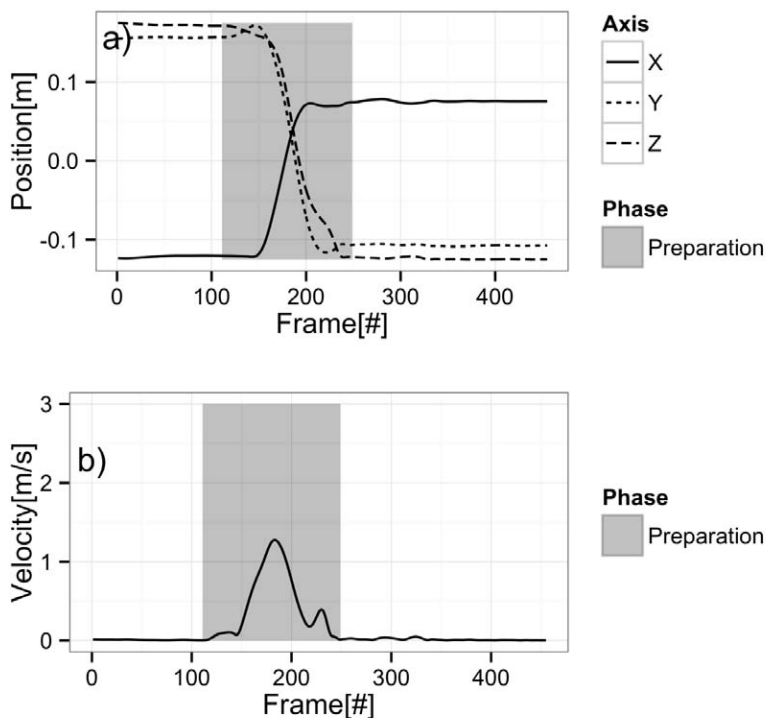 a)
Position[m]
0.1
0.0
-0.1
0
100
200
300
400
Frame[#]
Axis
X
Y
Z
Phase
Preparation
b)
Velocity[m/s]
3
2
1
0
0
100
200
300
400
Frame[#]
Phase
Preparation